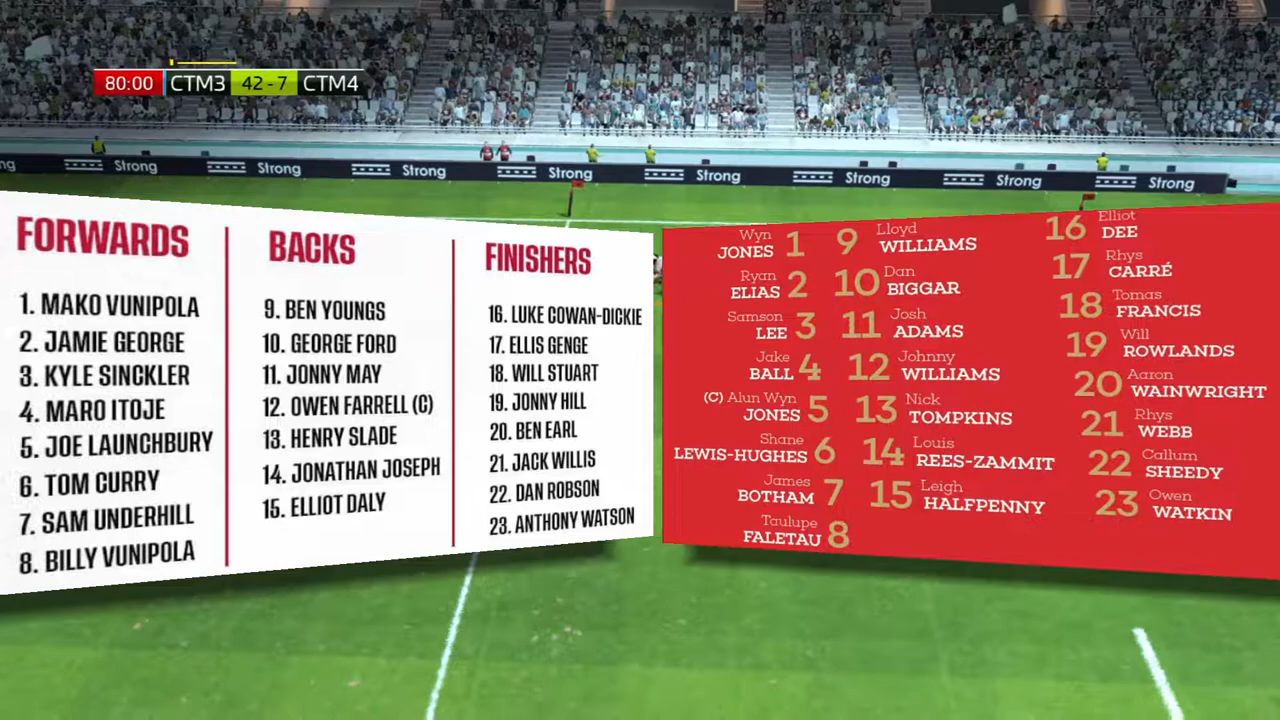 80:00 CTM3 42 - 7 CTM4
ng Strong Strong Strong Strong Strong Strong Strong Strong
FORWARDS
1. MAKO VUNIPOLA
2. JAMIE GEORGE
3. KYLE SINCKLER
4. MARO ITOJE
5. JOE LAUNCHBURY
6. TOM CURRY
7. SAM UNDERHILL
8. BILLY VUNIPOLA
BACKS
9. BEN YOUNGS
10. GEORGE FORD
11. JONNY MAY
12. OWEN FARRELL (C)
13. HENRY SLADE
14. JONATHAN JOSEPH
15. ELLIOT DALY
FINISHERS
16. LUKE COWAN-DICKIE
17. ELLIS GENGE
18. WILL STUART
19. JONNY HILL
20. BEN EARL
21. JACK WILLIS
22. DAN ROBSON
23. ANTHONY WATSON
Wyn
JONES 1
Ryan
ELIAS 2
Samson
LEE 3
Jake
BALL 4
(C) Alun Wyn
JONES 5
Shane
LEWIS-HUGHES 6
James
BOTHAM 7
Taulupe
FALETAU 8
9 Lloyd
WILLIAMS
10 Dan
BIGGAR
11 Josh
ADAMS
12 Johnny
WILLIAMS
13 Nick
TOMPKINS
14 Louis
REES-ZAMMIT
15 Leigh
HALFPENNY
16 Elliot
DEE
17 Rhys
CARRÉ
18 Tomas
FRANCIS
19 Will
ROWLANDS
20 Aaron
WAINWRIGHT
21 Rhys
WEBB
22 Callum
SHEEDY
23 Owen
WATKIN